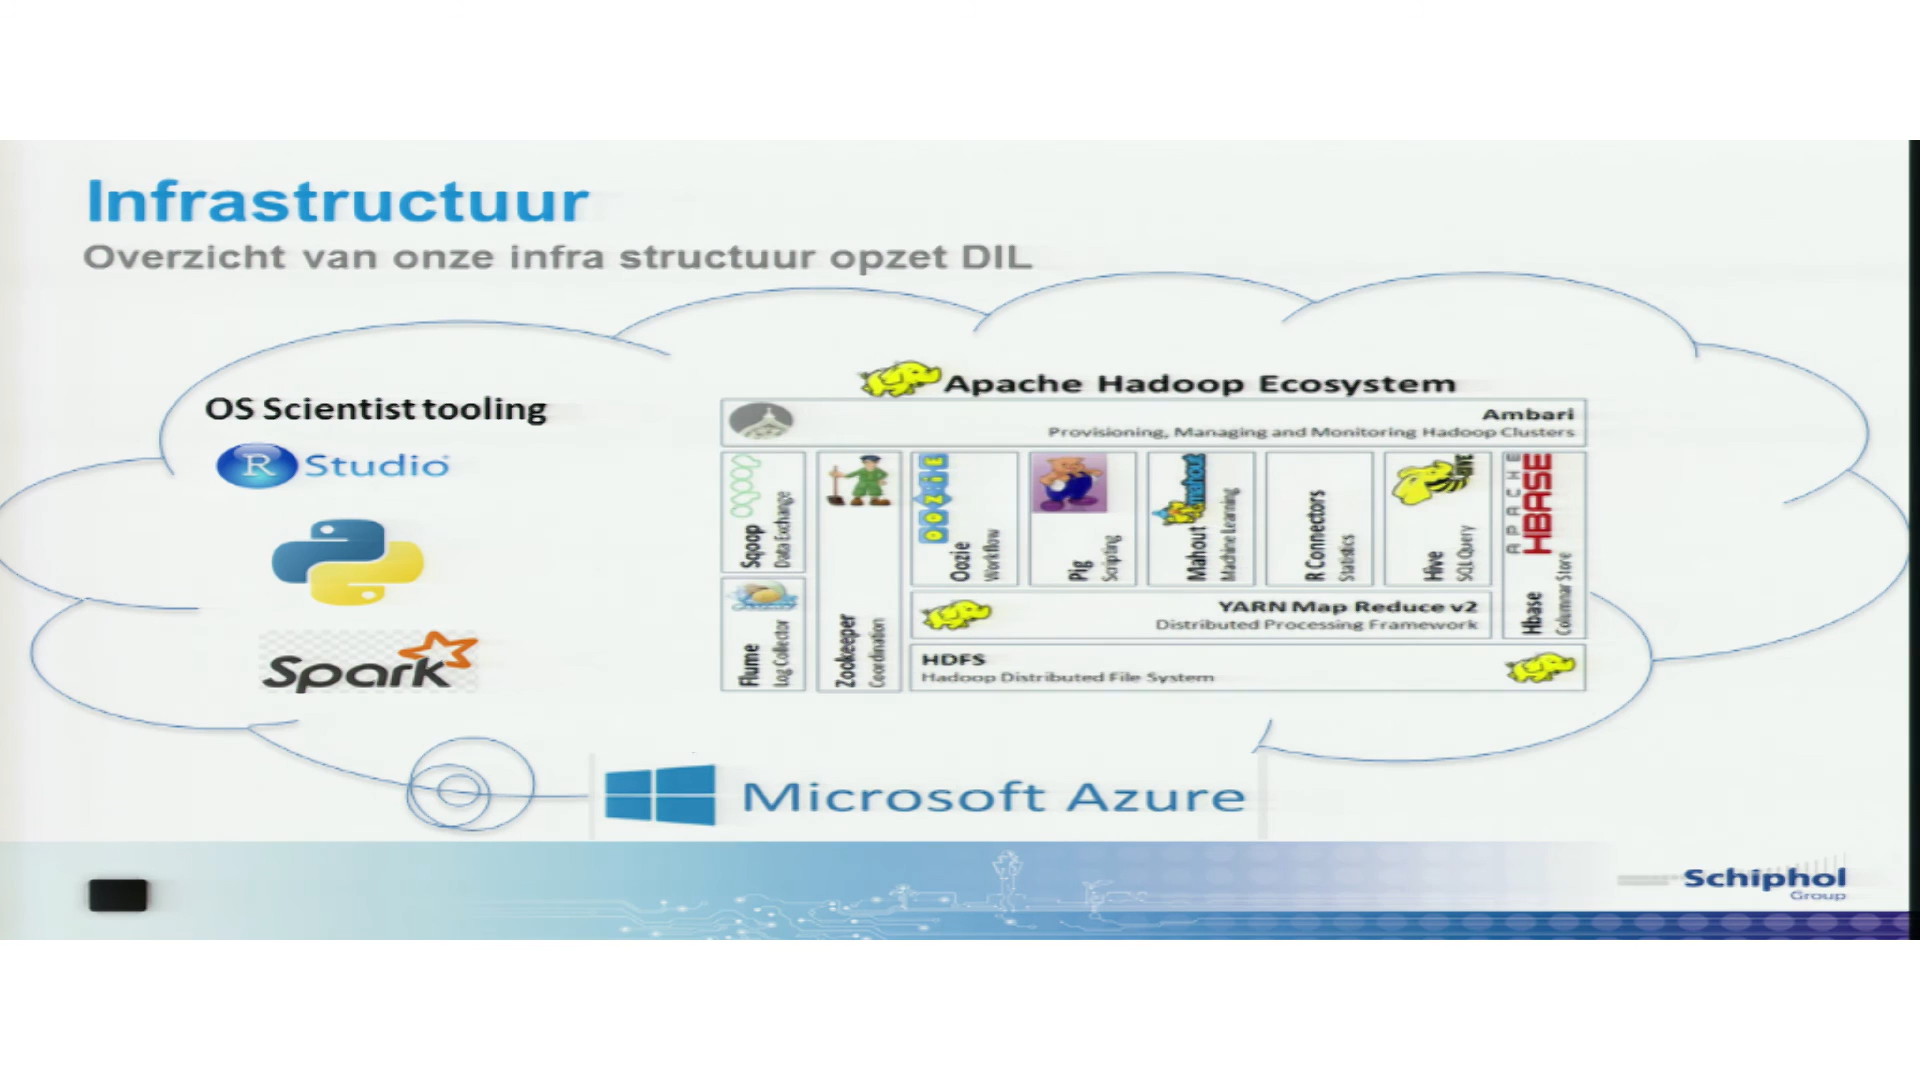 Infrastructuur
Overzicht van onze infra structuur opzet DIL
OS Scientist tooling
R Studio
Spark
Apache Hadoop Ecosystem
Ambari
Provisioning, Managing and Monitoring Hadoop Clusters
Sqoop
Data Exchange
Flume
Log Collector
Zookeeper
Coordination
OOZIE
Oozie
Workflow
Pig
Scripting
mahout
Mahout
Machine Learning
R Connectors
Statistics
HIVE
Hive
SQL Query
APACHE
HBASE
Hbase
Columnar Store
YARN Map Reduce v2
Distributed Processing Framework
HDFS
Hadoop Distributed File System
Microsoft Azure
Schiphol
Group